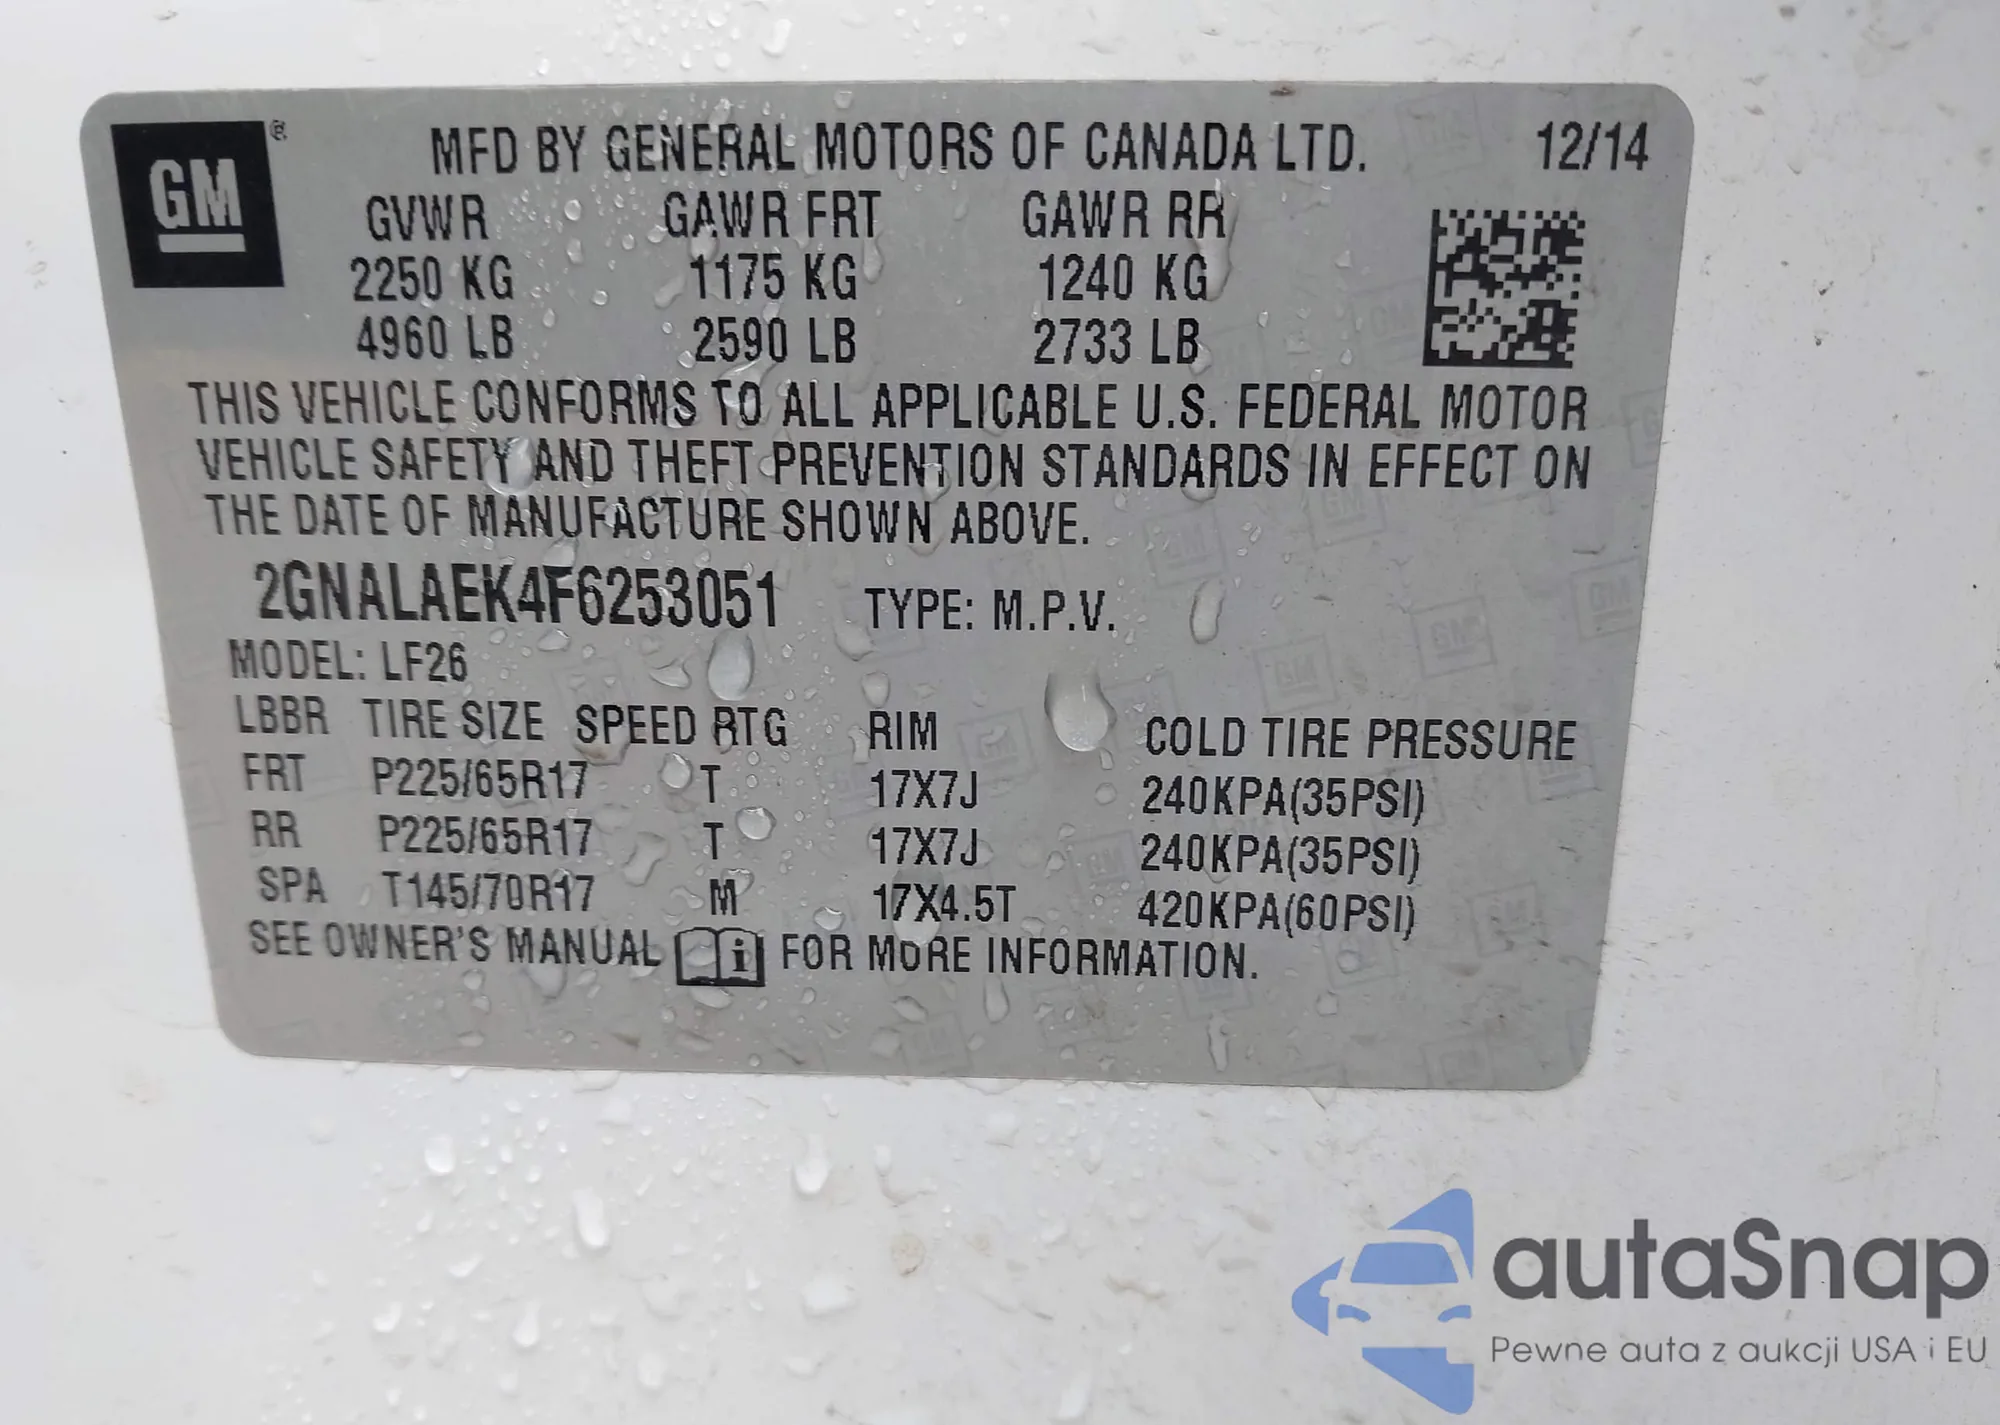 GM ® MFD BY GENERAL MOTORS OF CANADA LTD. 12/14
GVWR GAWR FRT GAWR RR
2250 KG 1175 KG 1240 KG
4960 LB 2590 LB 2733 LB
THIS VEHICLE CONFORMS TO ALL APPLICABLE U.S. FEDERAL MOTOR
VEHICLE SAFETY AND THEFT PREVENTION STANDARDS IN EFFECT ON
THE DATE OF MANUFACTURE SHOWN ABOVE.
2GNALAEK4F6253051 TYPE: M.P.V.
MODEL: LF26
LBBR TIRE SIZE SPEED RTG RIM COLD TIRE PRESSURE
FRT P225/65R17 T 17X7J 240KPA(35PSI)
RR P225/65R17 T 17X7J 240KPA(35PSI)
SPA T145/70R17 M 17X4.5T 420KPA(60PSI)
SEE OWNER'S MANUAL i FOR MORE INFORMATION.
autaSnap
Pewne auta z aukcji USA i EU